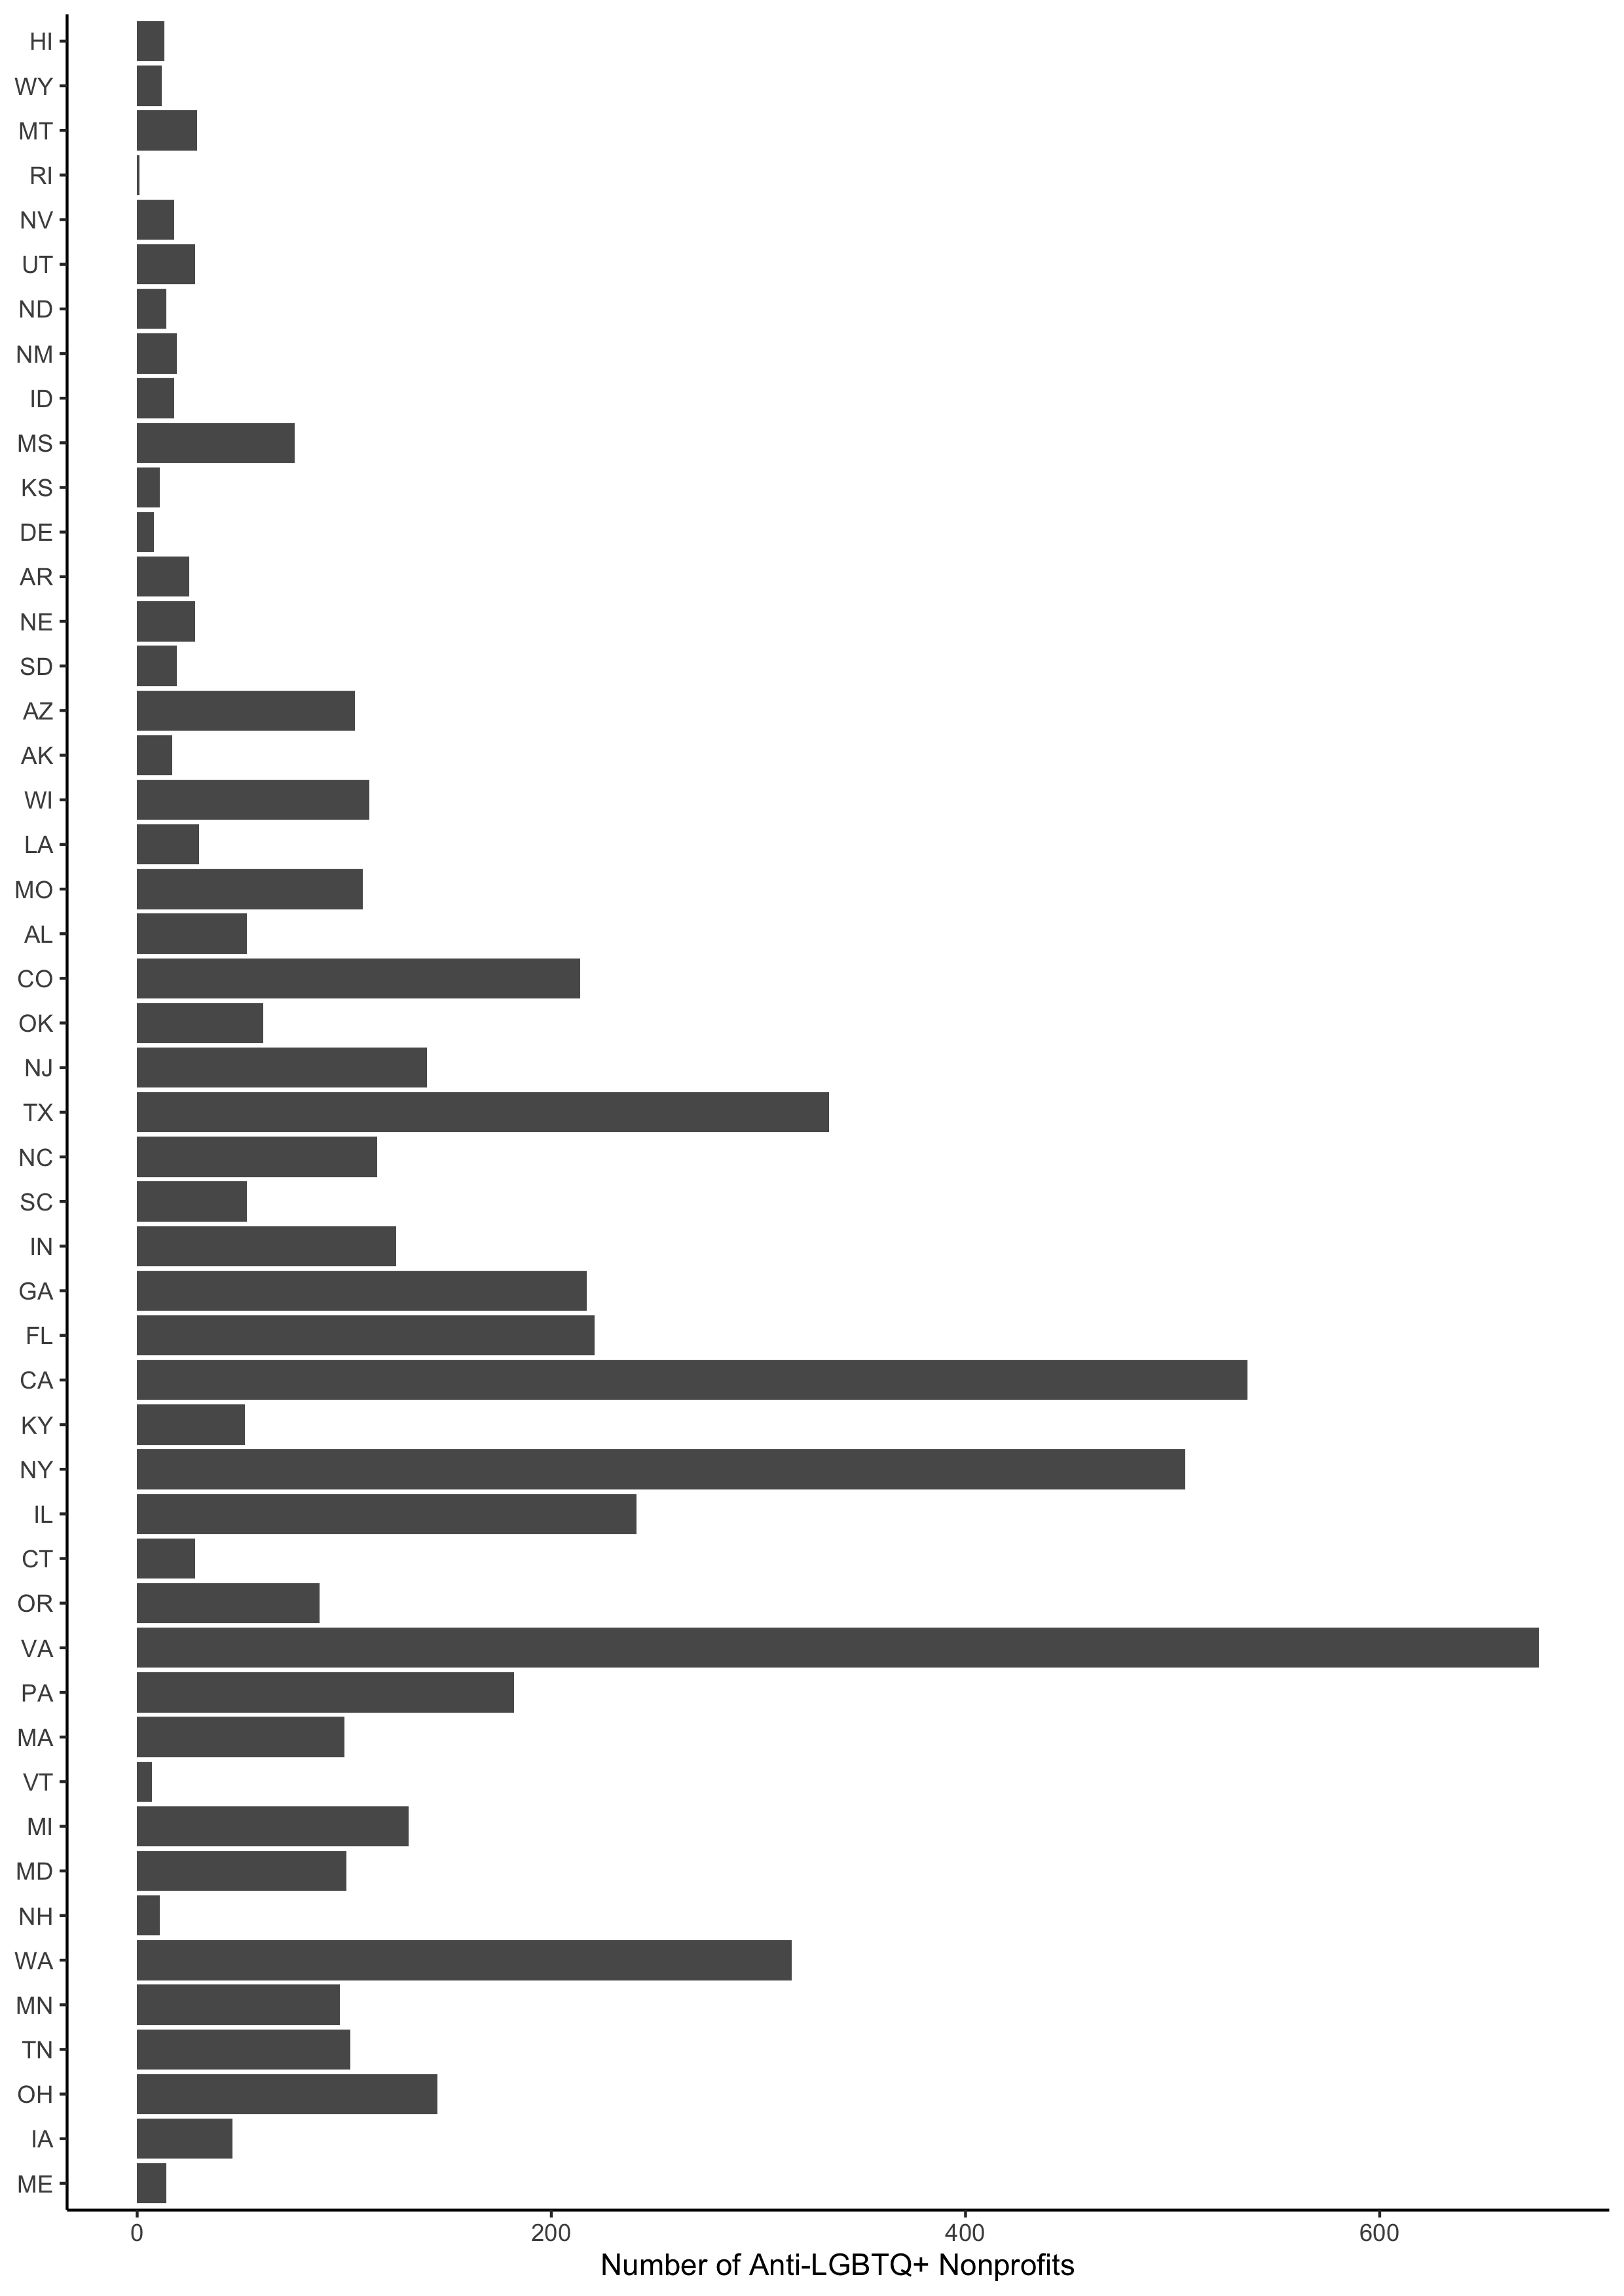 HI
WY
MT
RI
NV
UT
ND
NM
ID
MS
KS
DE
AR
NE
SD
AZ
AK
WI
LA
MO
AL
CO
OK
NJ
TX
NC
SC
IN
GA
FL
CA
KY
NY
IL
CT
OR
VA
PA
MA
VT
MI
MD
NH
WA
MN
TN
OH
IA
ME
0 200 400 600
Number of Anti-LGBTQ+ Nonprofits